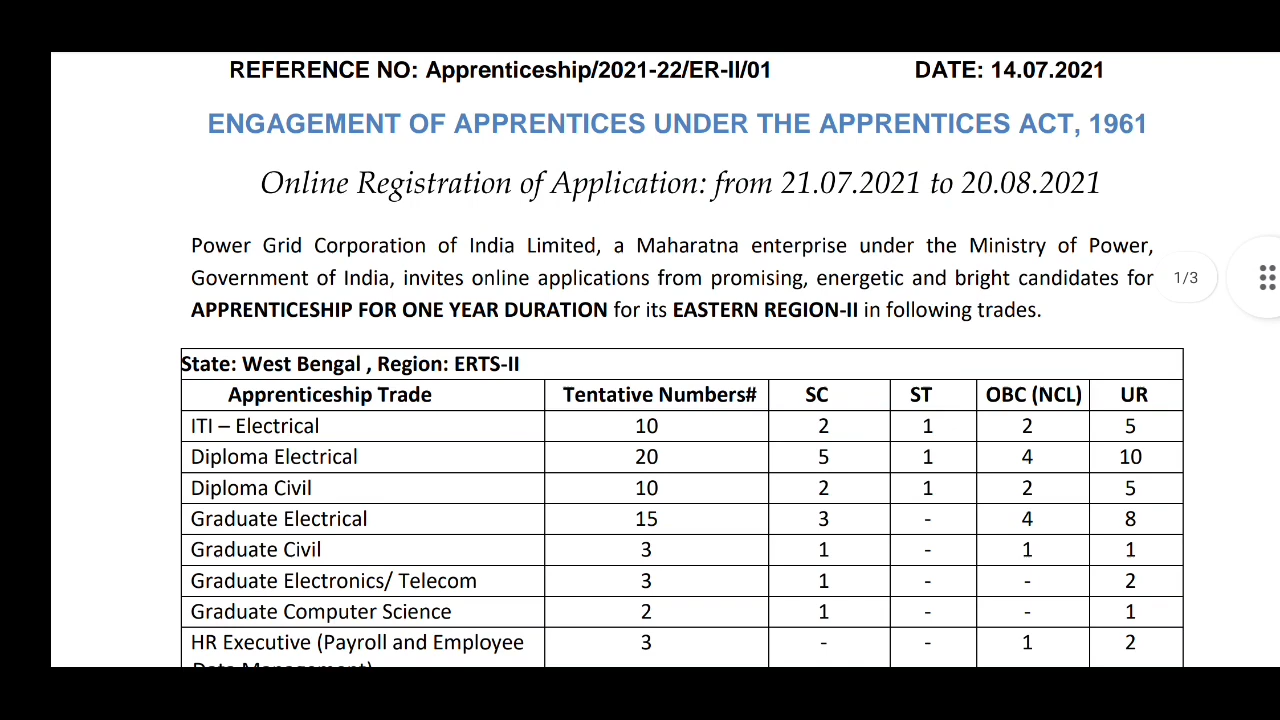 REFERENCE NO: Apprenticeship/2021-22/ER-II/01 DATE: 14.07.2021
ENGAGEMENT OF APPRENTICES UNDER THE APPRENTICES ACT, 1961
Online Registration of Application: from 21.07.2021 to 20.08.2021
Power Grid Corporation of India Limited, a Maharatna enterprise under the Ministry of Power,
Government of India, invites online applications from promising, energetic and bright candidates for
APPRENTICESHIP FOR ONE YEAR DURATION for its EASTERN REGION-II in following trades.
1/3
State: West Bengal , Region: ERTS-II
Apprenticeship Trade Tentative Numbers# SC ST OBC (NCL) UR
ITI – Electrical 10 2 1 2 5
Diploma Electrical 20 5 1 4 10
Diploma Civil 10 2 1 2 5
Graduate Electrical 15 3 - 4 8
Graduate Civil 3 1 - 1 1
Graduate Electronics/ Telecom 3 1 - - 2
Graduate Computer Science 2 1 - - 1
HR Executive (Payroll and Employee 3 - - 1 2
Data Management)